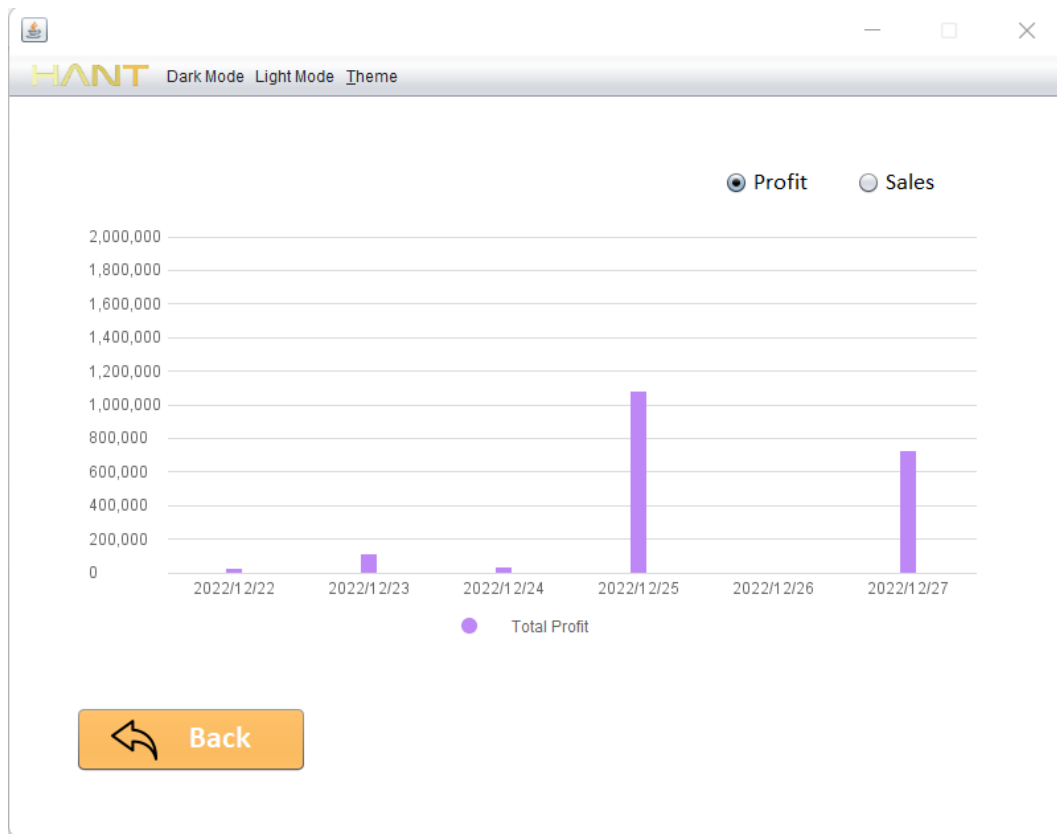 HANT Dark Mode Light Mode Theme
Profit Sales
2,000,000
1,800,000
1,600,000
1,400,000
1,200,000
1,000,000
800,000
600,000
400,000
200,000
0
2022/12/22 2022/12/23 2022/12/24 2022/12/25 2022/12/26 2022/12/27
Total Profit
Back